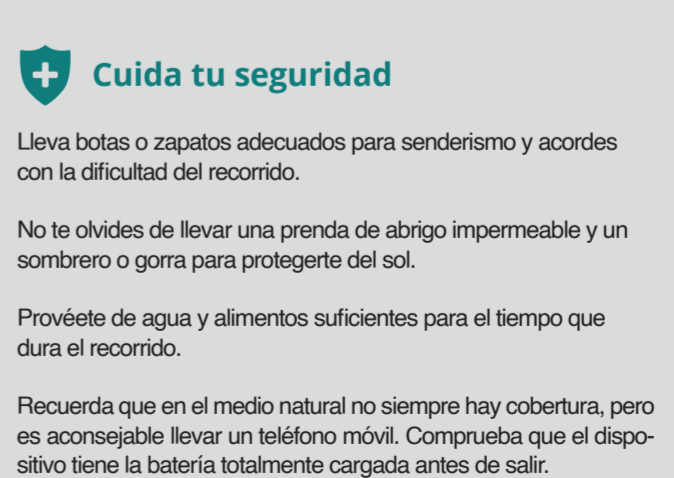 Cuida tu seguridad
Lleva botas o zapatos adecuados para senderismo y acordes
con la dificultad del recorrido.
No te olvides de llevar una prenda de abrigo impermeable y un
sombrero o gorra para protegerte del sol.
Provéete de agua y alimentos suficientes para el tiempo que
dura el recorrido.
Recuerda que en el medio natural no siempre hay cobertura, pero
es aconsejable llevar un teléfono móvil. Comprueba que el dispo-
sitivo tiene la batería totalmente cargada antes de salir.